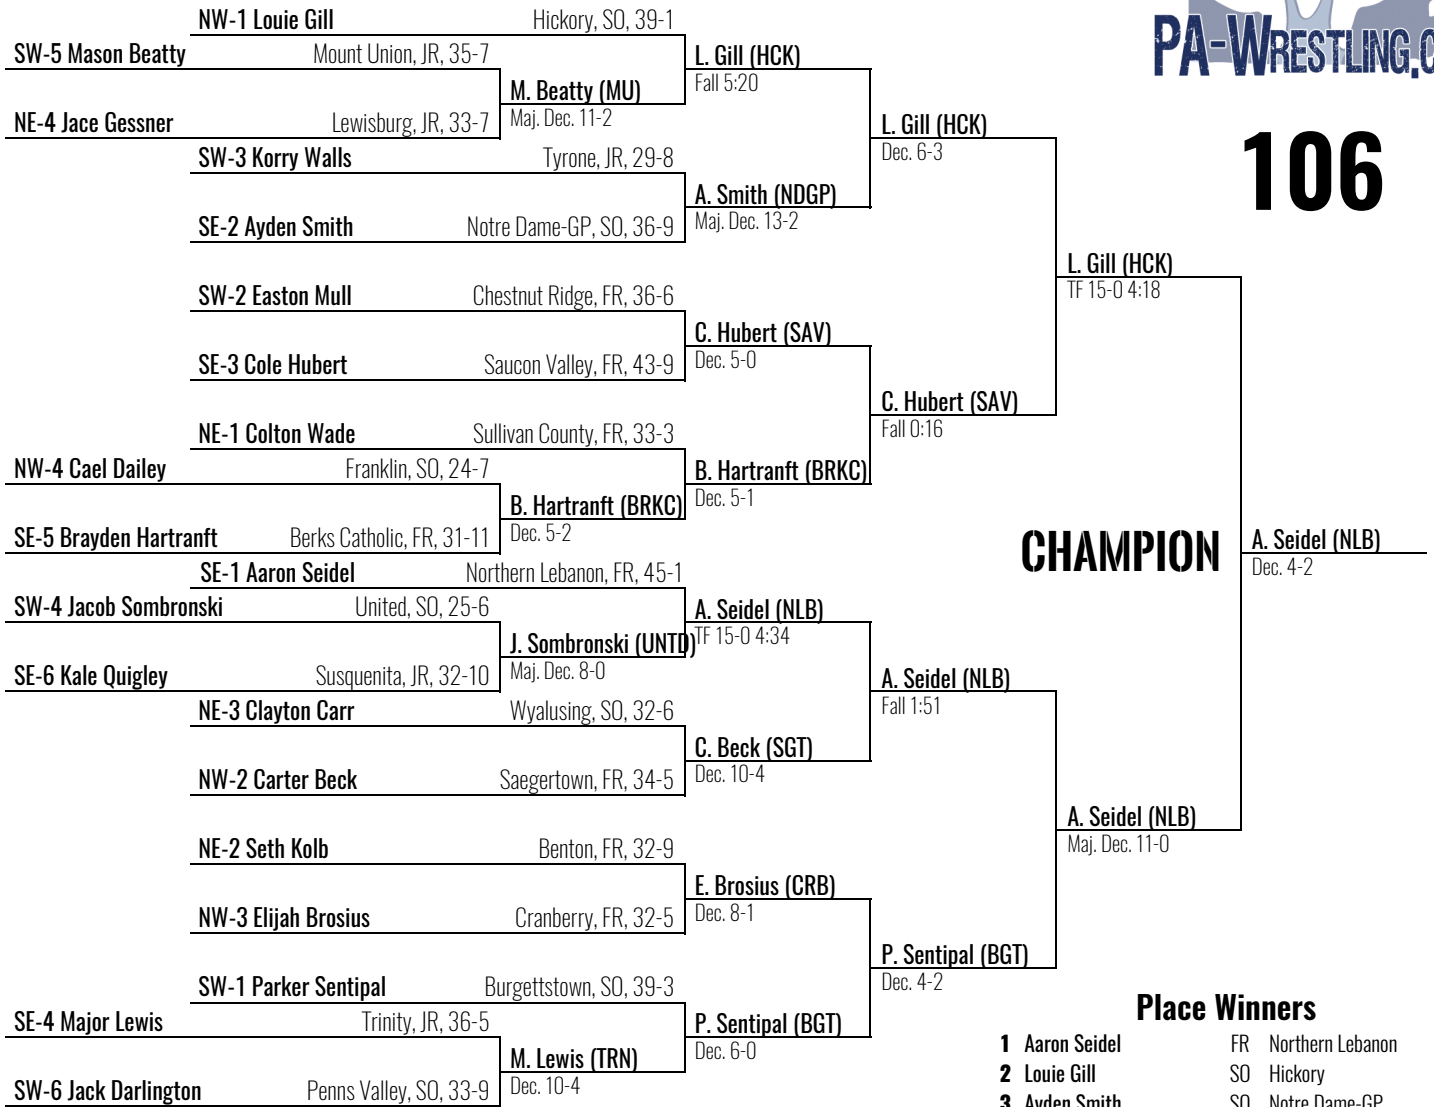 NW-1 Louie Gill Hickory, SO, 39-1
SW-5 Mason Beatty Mount Union, JR, 35-7
L. Gill (HCK)
Fall 5:20
M. Beatty (MU)
Maj. Dec. 11-2
NE-4 Jace Gessner Lewisburg, JR, 33-7
L. Gill (HCK)
Dec. 6-3
SW-3 Korry Walls Tyrone, JR, 29-8
A. Smith (NDGP)
Maj. Dec. 13-2
SE-2 Ayden Smith Notre Dame-GP, SO, 36-9
L. Gill (HCK)
TF 15-0 4:18
SW-2 Easton Mull Chestnut Ridge, FR, 36-6
C. Hubert (SAV)
Dec. 5-0
SE-3 Cole Hubert Saucon Valley, FR, 43-9
C. Hubert (SAV)
Fall 0:16
NE-1 Colton Wade Sullivan County, FR, 33-3
NW-4 Cael Dailey Franklin, SO, 24-7
B. Hartranft (BRKC)
Dec. 5-1
B. Hartranft (BRKC)
Dec. 5-2
SE-5 Brayden Hartranft Berks Catholic, FR, 31-11
CHAMPION
A. Seidel (NLB)
Dec. 4-2
SE-1 Aaron Seidel Northern Lebanon, FR, 45-1
SW-4 Jacob Sombronski United, SO, 25-6
A. Seidel (NLB)
TF 15-0 4:34
J. Sombronski (UNTD)
Maj. Dec. 8-0
SE-6 Kale Quigley Susquenita, JR, 32-10
A. Seidel (NLB)
Fall 1:51
NE-3 Clayton Carr Wyalusing, SO, 32-6
C. Beck (SGT)
Dec. 10-4
NW-2 Carter Beck Saegertown, FR, 34-5
A. Seidel (NLB)
Maj. Dec. 11-0
NE-2 Seth Kolb Benton, FR, 32-9
E. Brosius (CRB)
Dec. 8-1
NW-3 Elijah Brosius Cranberry, FR, 32-5
P. Sentipal (BGT)
Dec. 4-2
SW-1 Parker Sentipal Burgettstown, SO, 39-3
SE-4 Major Lewis Trinity, JR, 36-5
P. Sentipal (BGT)
Dec. 6-0
M. Lewis (TRN)
Dec. 10-4
SW-6 Jack Darlington Penns Valley, SO, 33-9
PA-WRESTLING.C
106
Place Winners
1 Aaron Seidel FR Northern Lebanon
2 Louie Gill SO Hickory
3 Ayden Smith SO Notre Dame-GP